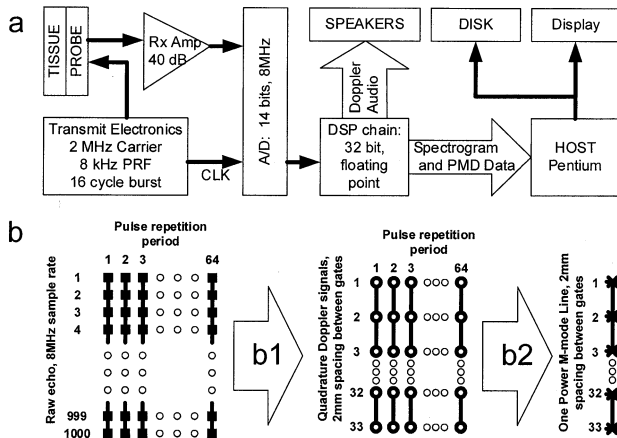 a
TISSUE
PROBE
Rx Amp
40 dB
A/D: 14 bits, 8MHz
SPEAKERS
DISK
Display
Doppler
Audio
Transmit Electronics
2 MHz Carrier
8 kHz PRF
16 cycle burst
CLK
DSP chain:
32 bit,
floating
point
Spectrogram
and PMD Data
HOST
Pentium
b
Pulse repetition
period
1 2 3 64
Raw echo, 8MHz sample rate
1
2
3
4
999
1000
b1
Pulse repetition
period
1 2 3 64
Quadrature Doppler signals,
2mm spacing between gates
1
2
3
32
33
b2
One Power M-mode Line, 2mm
spacing between gates
1
2
3
32
33